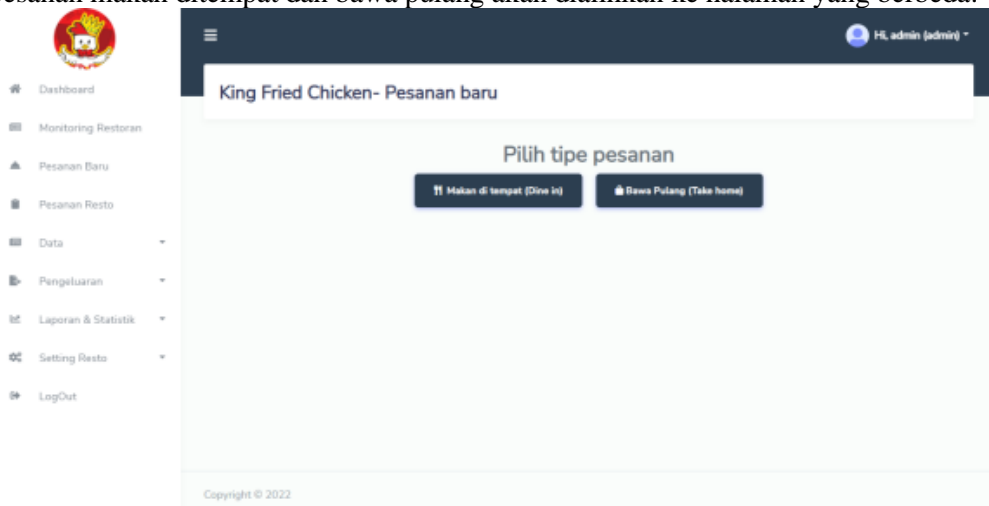 pesanan makan ditempat dan bawa pulang akan dialihkan ke halaman yang berbeda.
Hi, admin (admin)
King Fried Chicken- Pesanan baru
Dashboard
Monitoring Restoran
Pesanan Baru
Pesanan Resto
Data
Pengeluaran
Laporan & Statistik
Setting Resto
LogOut
Pilih tipe pesanan
Makan di tempat (Dine in)
Bawa Pulang (Take home)
Copyright © 2022